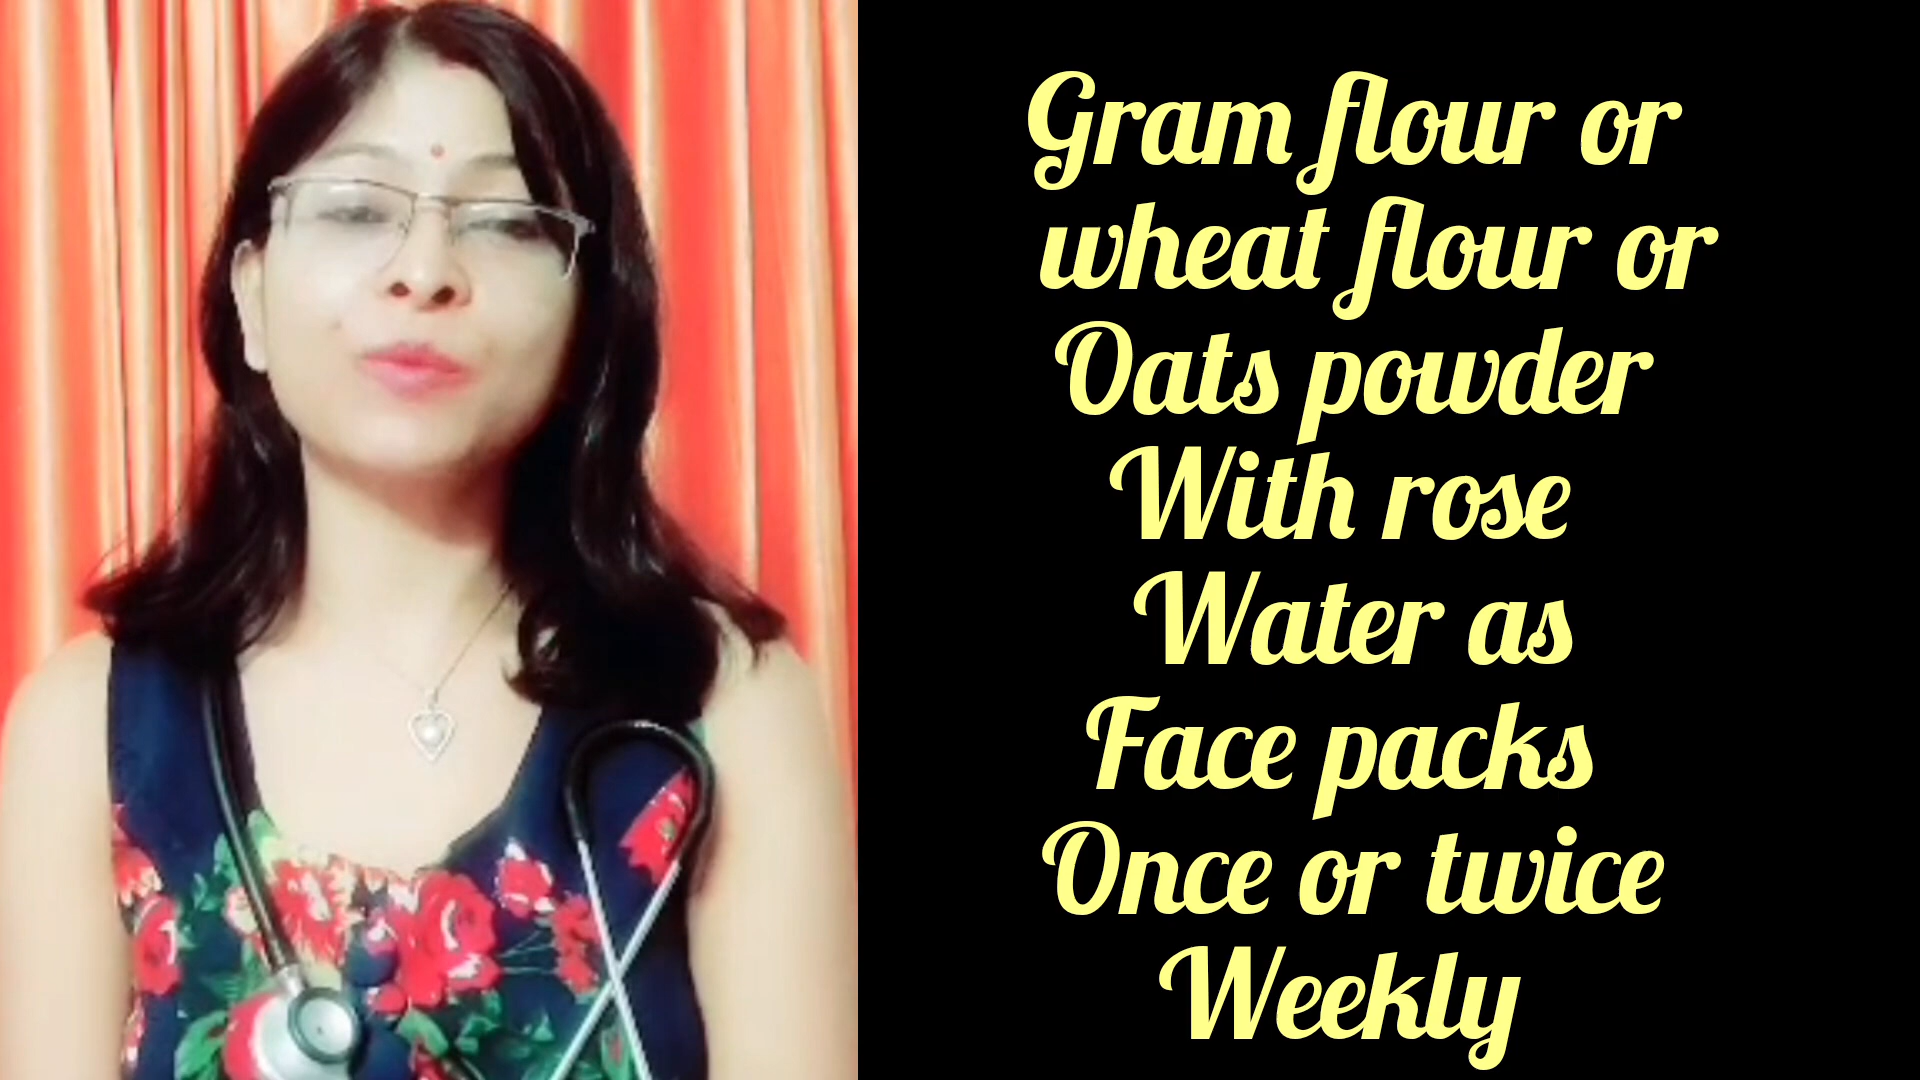 Gram flour or
wheat flour or
Oats powder
With rose
Water as
Face packs
Once or twice
Weekly